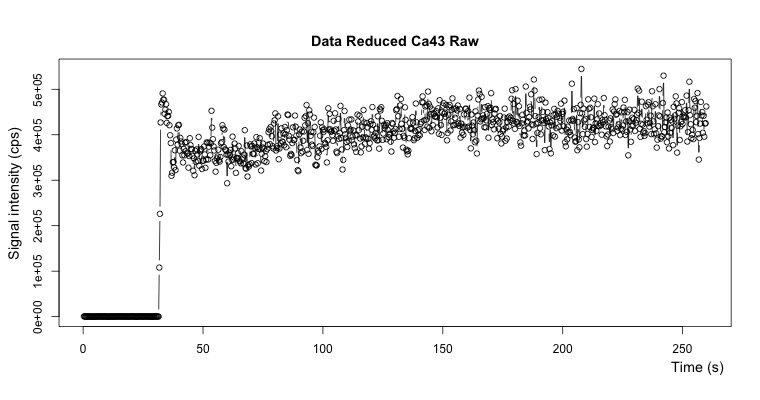 Data Reduced Ca43 Raw
Signal intensity (cps)
5e+05
4e+05
3e+05
2e+05
1e+05
0e+00
0 50 100 150 200 250
Time (s)